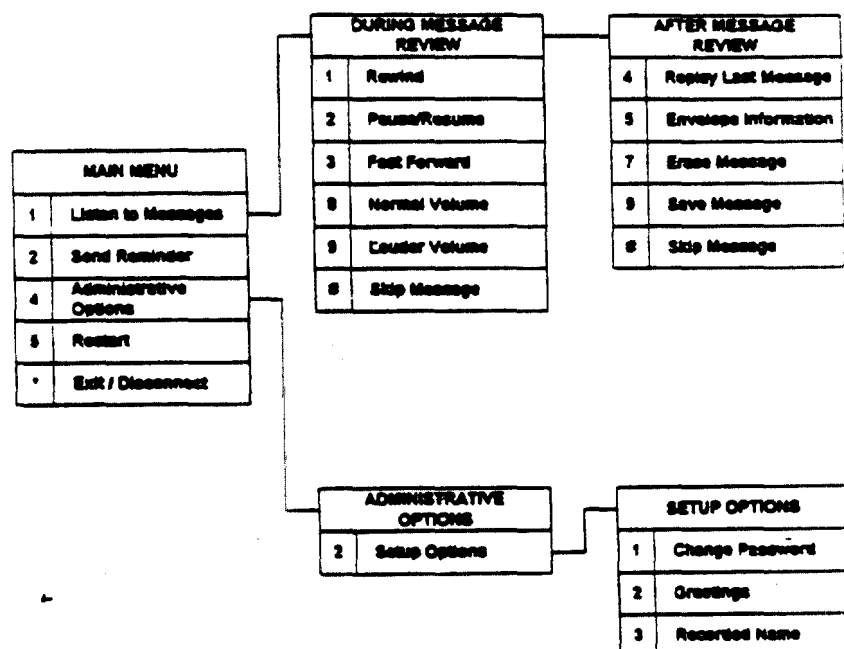 MAIN MENU
1 Listen to Messages
2 Send Reminder
4 Administrative
Options
5 Restart
* Exit / Disconnect
DURING MESSAGE
REVIEW
1 Rewind
2 Pause/Resume
3 Fast Forward
8 Normal Volume
9 Louder Volume
# Skip Message
AFTER MESSAGE
REVIEW
4 Replay Last Message
5 Envelope Information
7 Erase Message
9 Save Message
# Skip Message
ADMINISTRATIVE
OPTIONS
2 Setup Options
SETUP OPTIONS
1 Change Password
2 Greetings
3 Recorded Name